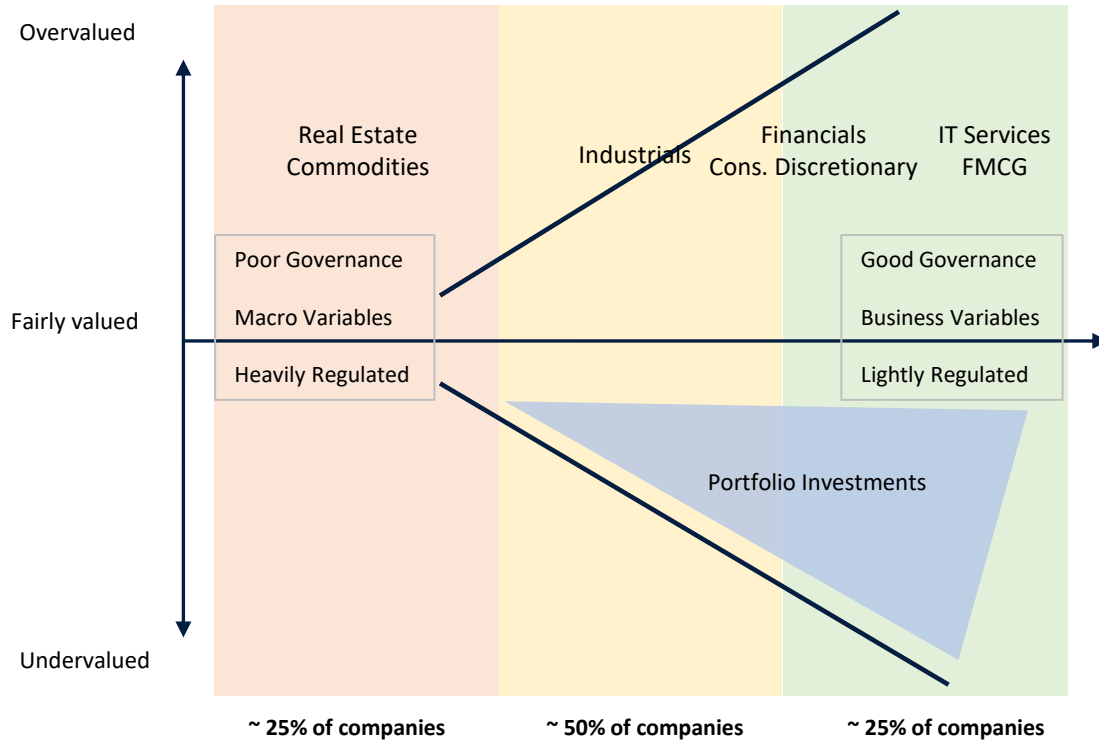 Overvalued
Real Estate
Commodities
Industrials
Financials
Cons. Discretionary
IT Services
FMCG
Poor Governance
Macro Variables
Heavily Regulated
Good Governance
Business Variables
Lightly Regulated
Fairly valued
Portfolio Investments
Undervalued
~ 25% of companies
~ 50% of companies
~ 25% of companies